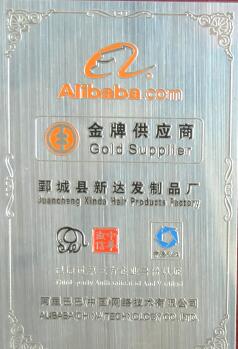 Alibaba.com
金牌供应商
Gold Supplier
鄄城县新达发制品厂
Juancheng Xinda Hair Products Factory
阿里巴巴(中国)网络技术有限公司
ALIBABA CHINA TECHNOLOGY CO., LTD.